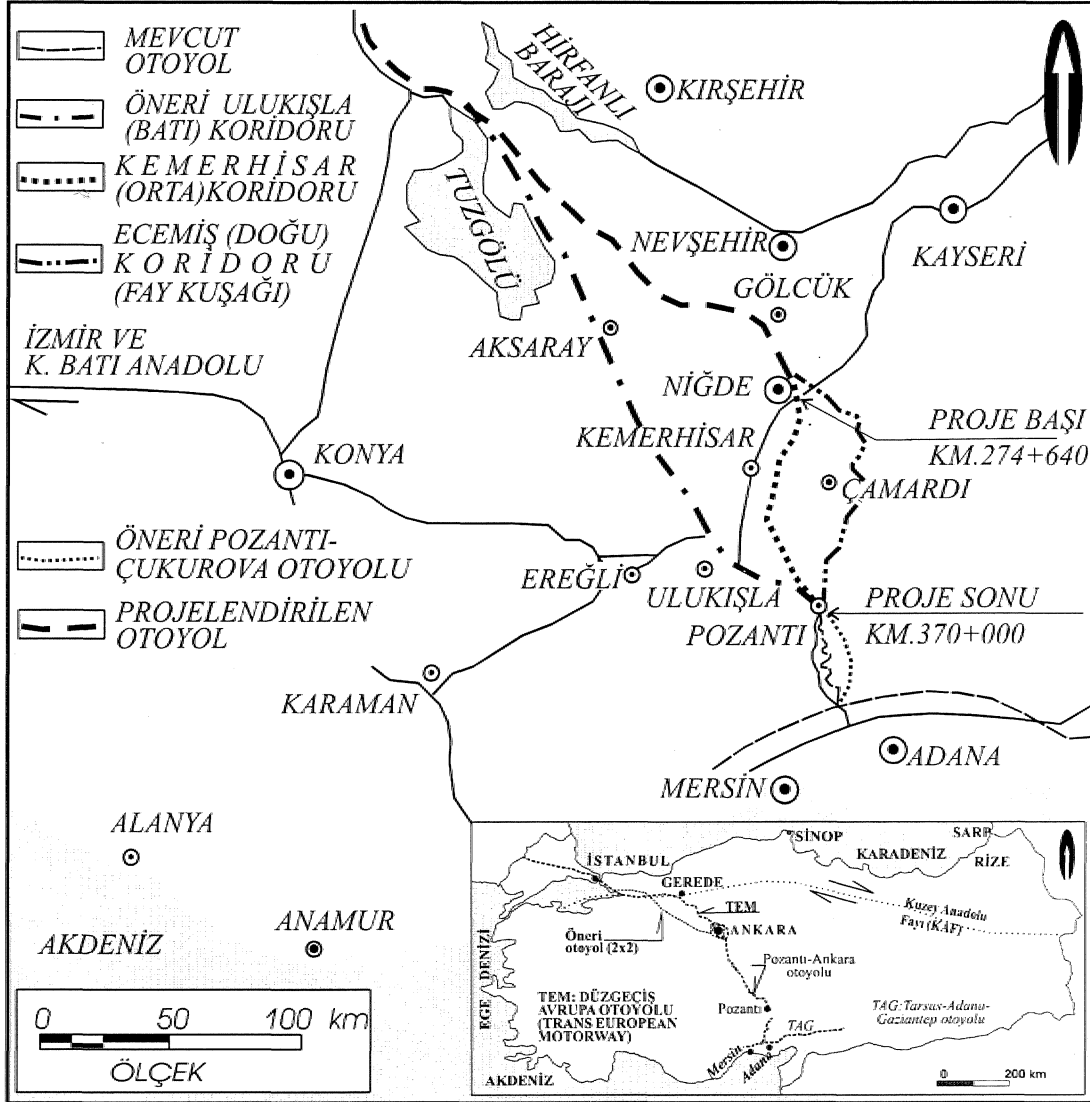 MEVCUT
OTOYOL
ÖNERİ ULUKIŞLA
(BATI) KORİDORU
KEMERHİSAR
(ORTA)KORİDORU
ECEMİŞ (DOĞU)
KORİDORU
(FAY KUŞAĞI)
İZMİR VE
K. BATI ANADOLU
HİRFANLI
BARAJI
KIRŞEHİR
TUZGÖLÜ
NEVŞEHİR
KAYSERİ
GÖLCÜK
AKSARAY
NİĞDE
PROJE BAŞI
KM.274+640
KEMERHİSAR
KONYA
ÇAMARDI
ÖNERİ POZANTI-
ÇUKUROVA OTOYOLU
PROJELENDİRİLEN
OTOYOL
EREĞLİ
ULUKIŞLA
POZANTI
PROJE SONU
KM.370+000
KARAMAN
ADANA
MERSİN
ALANYA
ANAMUR
AKDENİZ
0 50 100 km
ÖLÇEK
SİNOP
SARP
KARADENİZ
RİZE
İSTANBUL
GEREDE
TEM
ANKARA
Kuzey Anadolu
Fayı (KAF)
Öneri
otoyol (2x2)
Pozantı-Ankara
otoyolu
EGE DENİZİ
TEM: DÜZGEÇİŞ
AVRUPA OTOYOLU
(TRANS EUROPEAN
MOTORWAY)
Pozantı
TAG
TAG:Tarsus-Adana-
Gaziantep otoyolu
Mersin
Adana
AKDENİZ
0 200 km